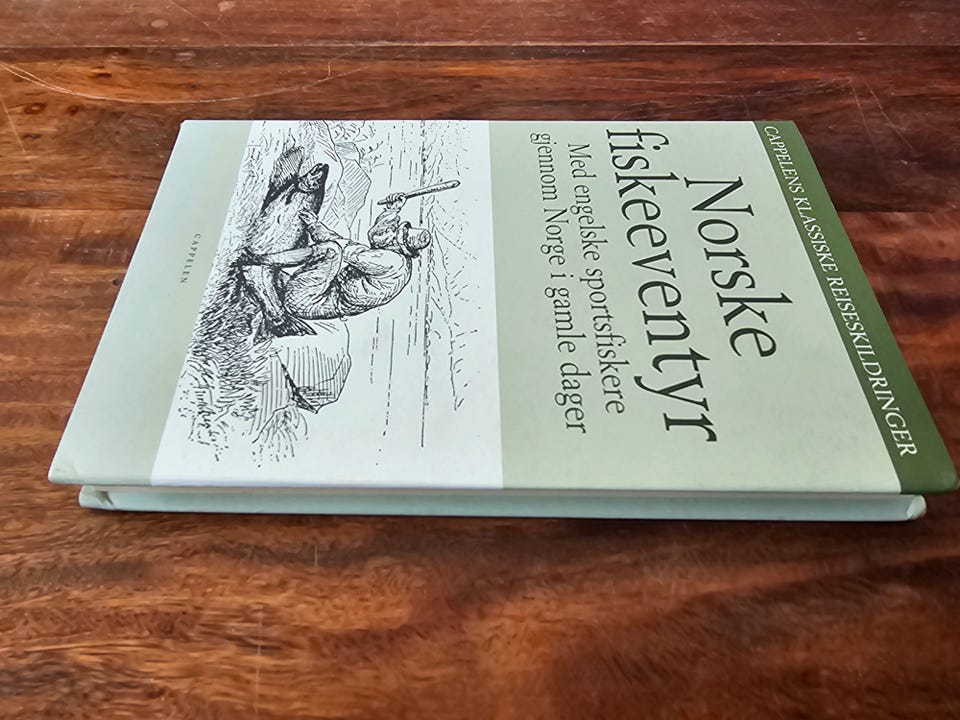 CAPPELENS KLASSISKE REISESKILDRINGER
Norske
fiskeeventyr
Med engelske sportsfiskere
gjennom Norge i gamle dager
CAPPELEN